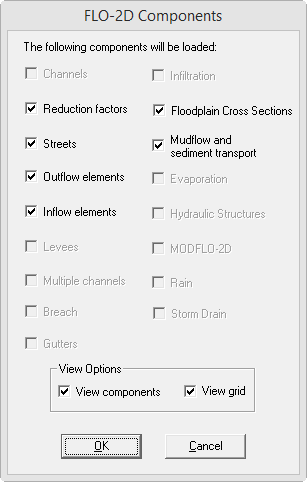 FLO-2D Components
The following components will be loaded:
Channels
Infiltration
Reduction factors
Floodplain Cross Sections
Streets
Mudflow and
sediment transport
Outflow elements
Evaporation
Inflow elements
Hydraulic Structures
Levees
MODFLO-2D
Multiple channels
Rain
Breach
Storm Drain
Gutters
View Options
View components
View grid
OK
Cancel